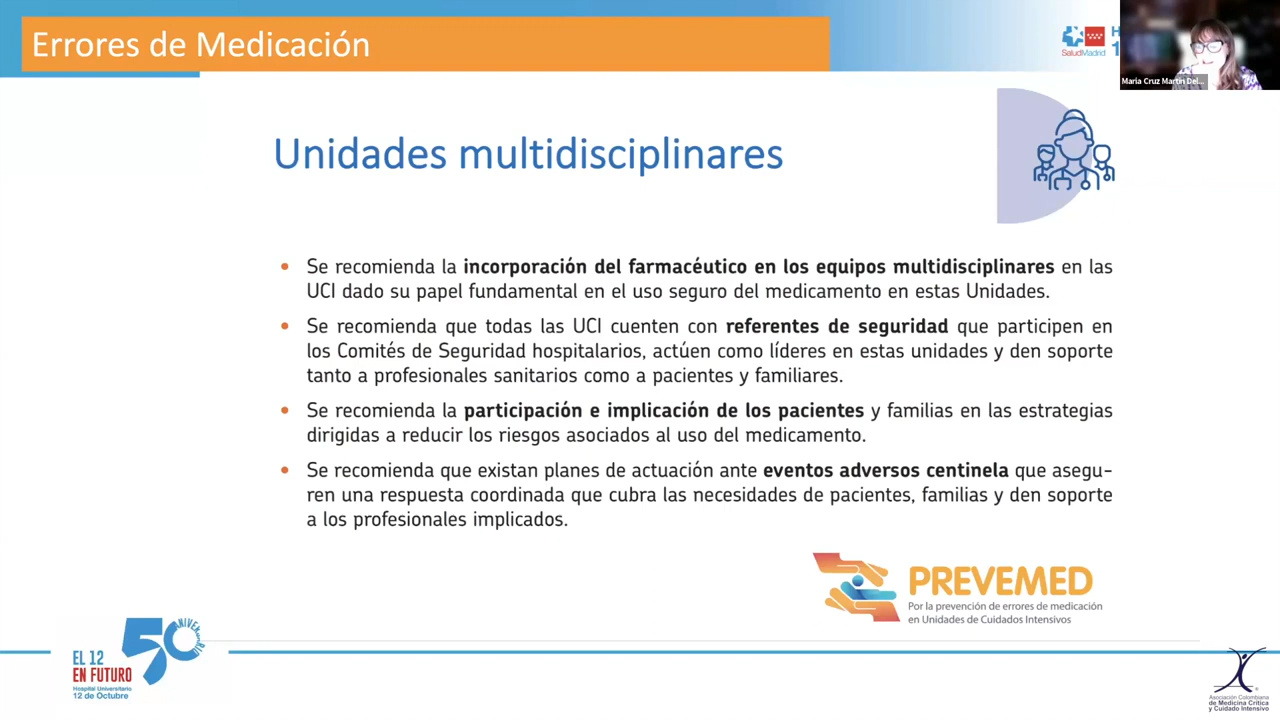 Errores de Medicación
SaludMadrid
H
1
Maria Cruz Martin Del...
Unidades multidisciplinares
• Se recomienda la incorporación del farmacéutico en los equipos multidisciplinares en las
UCI dado su papel fundamental en el uso seguro del medicamento en estas Unidades.
• Se recomienda que todas las UCI cuenten con referentes de seguridad que participen en
los Comités de Seguridad hospitalarios, actúen como líderes en estas unidades y den soporte
tanto a profesionales sanitarios como a pacientes y familiares.
• Se recomienda la participación e implicación de los pacientes y familias en las estrategias
dirigidas a reducir los riesgos asociados al uso del medicamento.
• Se recomienda que existan planes de actuación ante eventos adversos centinela que asegu-
ren una respuesta coordinada que cubra las necesidades de pacientes, familias y den soporte
a los profesionales implicados.
PREVEMED
Por la prevención de errores de medicación
en Unidades de Cuidados Intensivos
50
ANIVERSARIO
EL 12
EN FUTURO
Hospital Universitario
12 de Octubre
Asociación Colombiana
de Medicina Crítica
y Cuidado Intensivo